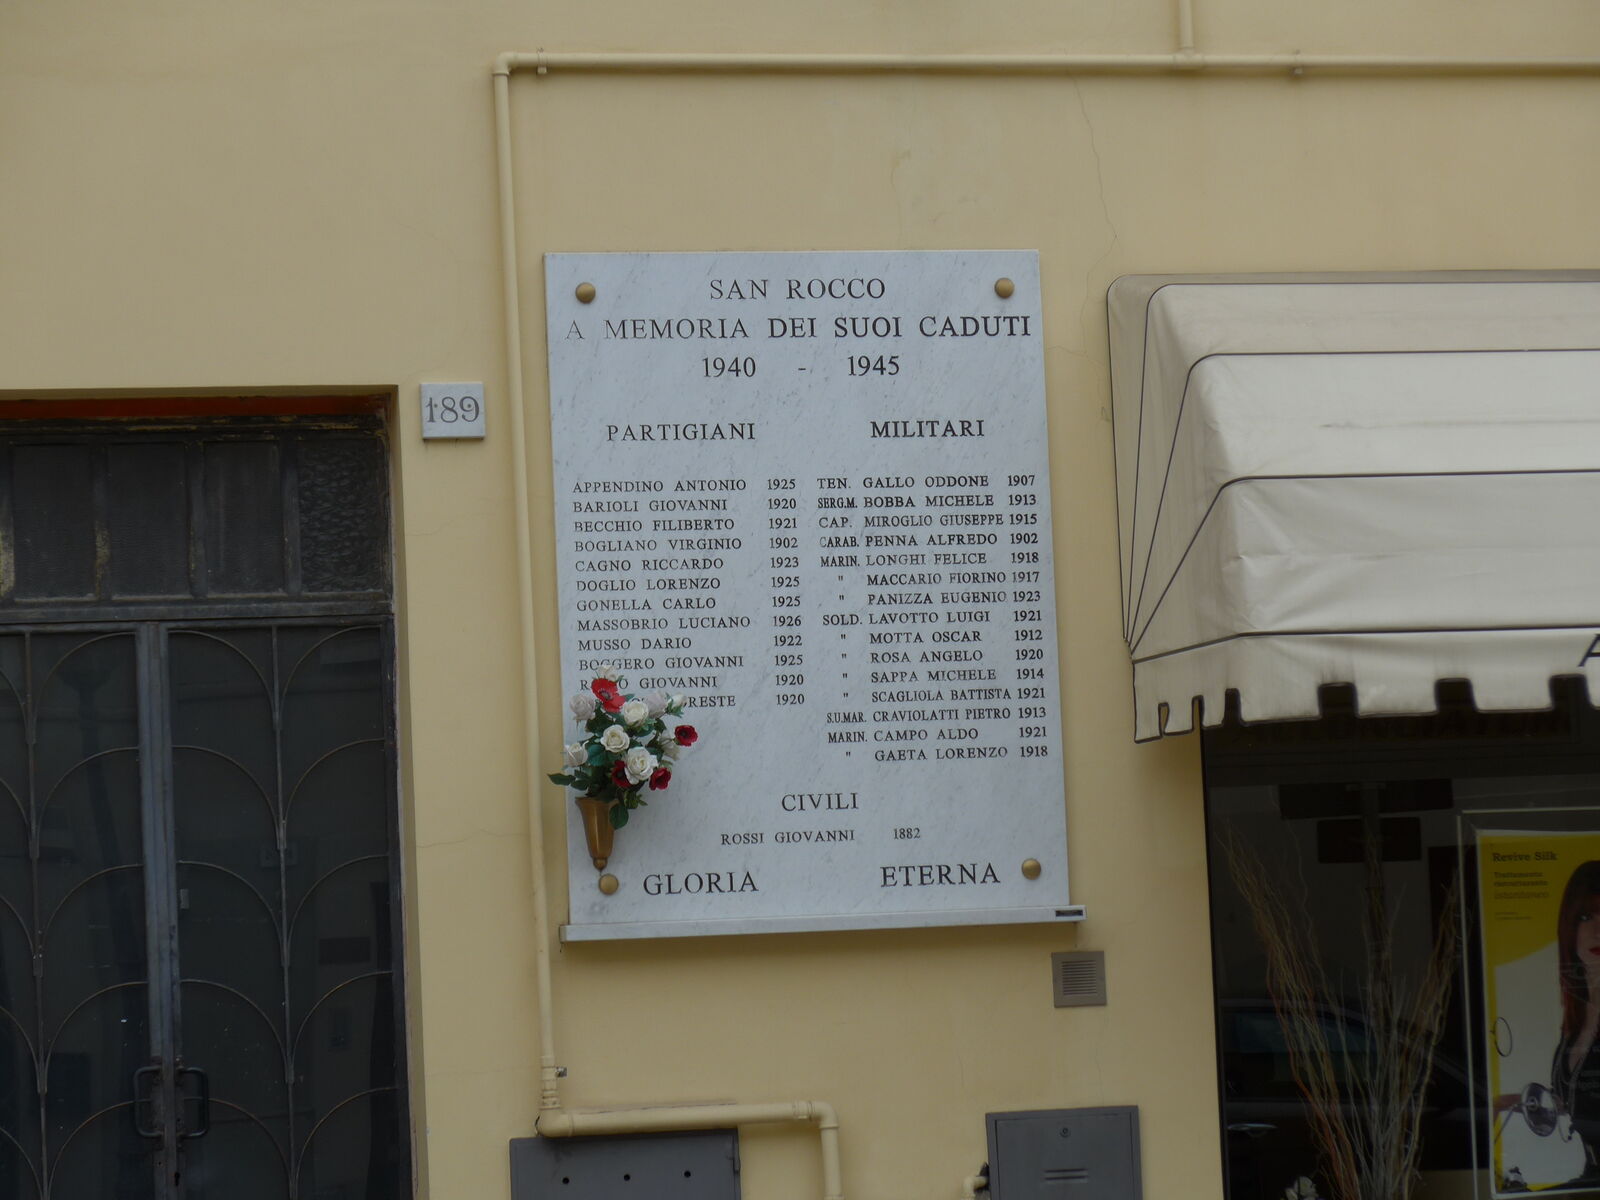 SAN ROCCO
A MEMORIA DEI SUOI CADUTI
1940 - 1945
PARTIGIANI
APPENDINO ANTONIO 1925
BARIOLI GIOVANNI 1920
BECCHIO FILIBERTO 1921
BOGLIANO VIRGINIO 1902
CAGNO RICCARDO 1923
DOGLIO LORENZO 1925
GONELLA CARLO 1925
MASSOBRIO LUCIANO 1926
MUSSO DARIO 1922
BOGGERO GIOVANNI 1925
GIOVANNI 1920
1920
MILITARI
TEN. GALLO ODDONE 1907
SERG.M. BOBBA MICHELE 1913
CAP. MIROGLIO GIUSEPPE 1915
CARAB. PENNA ALFREDO 1902
MARIN. LONGHI FELICE 1918
" MACCARIO FIORINO 1917
" PANIZZA EUGENIO 1923
SOLD. LAVOTTO LUIGI 1921
" MOTTA OSCAR 1912
" ROSA ANGELO 1920
" SAPPA MICHELE 1914
" SCAGLIOLA BATTISTA 1921
S.U.MAR. CRAVIOLATTI PIETRO 1913
MARIN. CAMPO ALDO 1921
" GAETA LORENZO 1918
CIVILI
ROSSI GIOVANNI 1882
GLORIA ETERNA
189
Revive Silk
Trattamento
ristrutturante